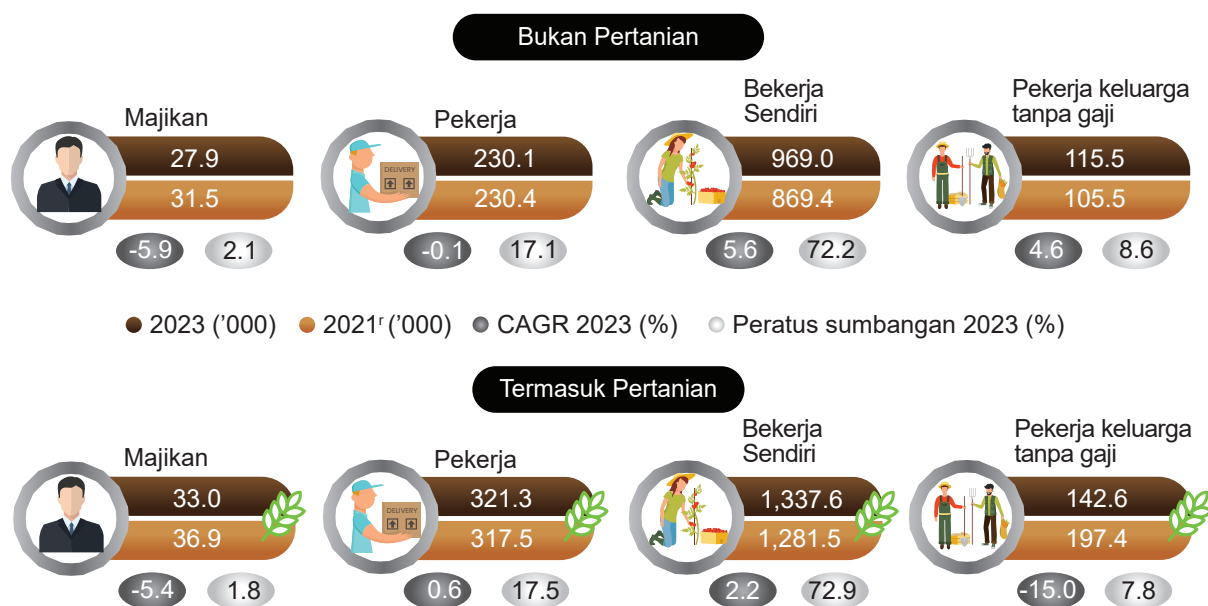 Bukan Pertanian
Majikan
27.9
31.5
-5.9 2.1
Pekerja
DELIVERY
230.1
230.4
-0.1 17.1
Bekerja
Sendiri
969.0
869.4
5.6 72.2
Pekerja keluarga
tanpa gaji
115.5
105.5
4.6 8.6
2023 (’000) 2021ʳ (’000) CAGR 2023 (%) Peratus sumbangan 2023 (%)
Termasuk Pertanian
Majikan
33.0
36.9
-5.4 1.8
Pekerja
DELIVERY
321.3
317.5
0.6 17.5
Bekerja
Sendiri
1,337.6
1,281.5
2.2 72.9
Pekerja keluarga
tanpa gaji
142.6
197.4
-15.0 7.8